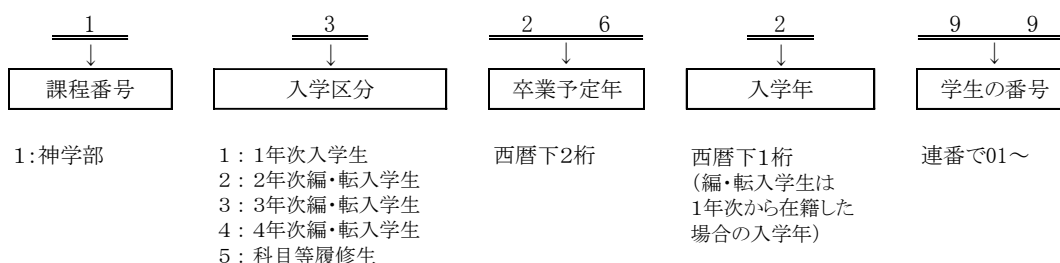 1 3 2 6 2 9 9
↓ ↓ ↓ ↓ ↓
課程番号 入学区分 卒業予定年 入学年 学生の番号
1:神学部
1：1年次入学生
2：2年次編・転入学生
3：3年次編・転入学生
4：4年次編・転入学生
5：科目等履修生
西暦下2桁
西暦下1桁
(編・転入学生は
1年次から在籍した
場合の入学年)
連番で01～